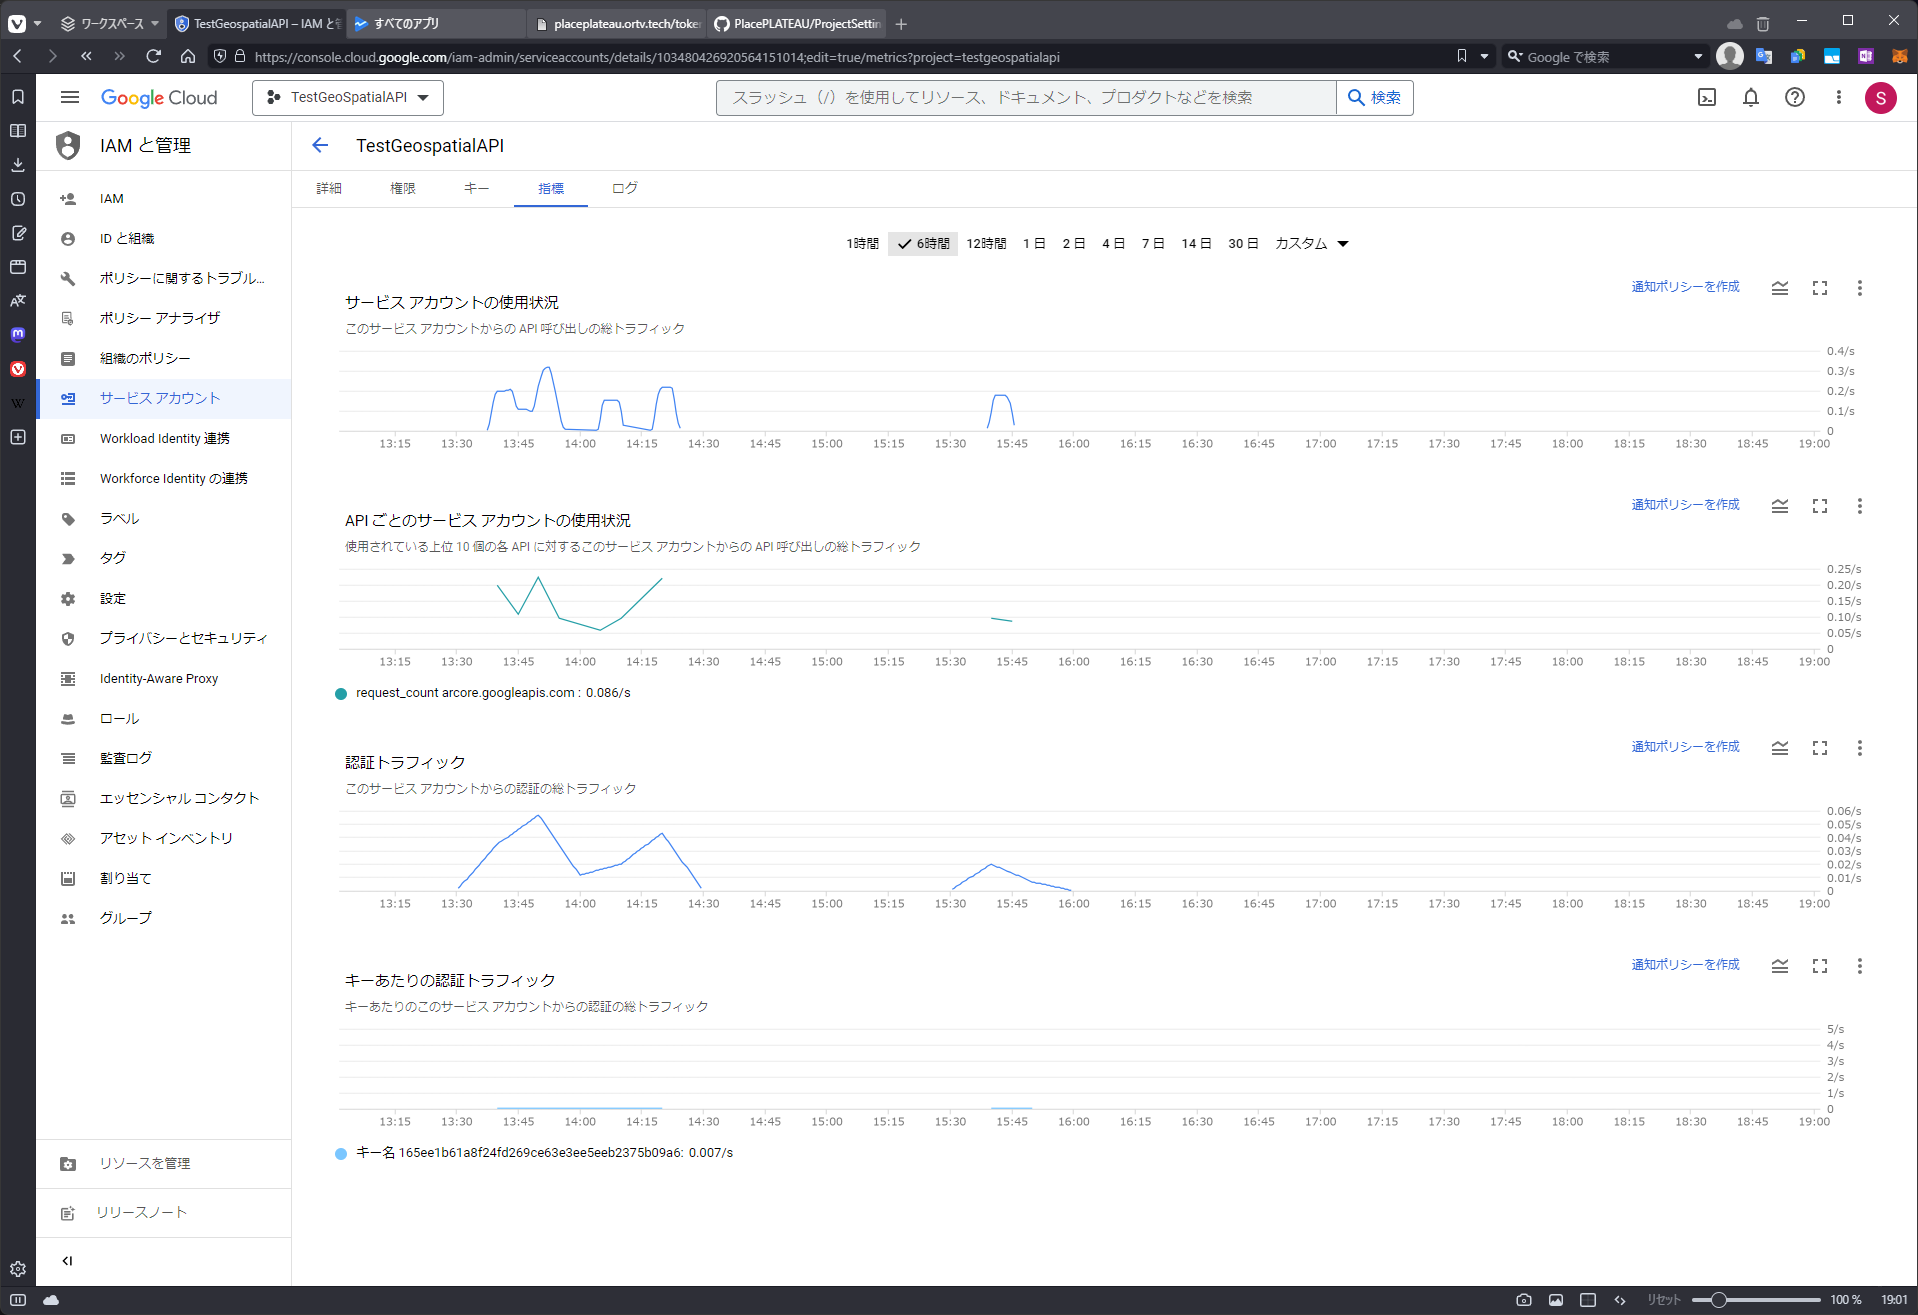 ワークスペース
TestGeospatialAPI – IAM と
すべてのアプリ
placeplateau.ortv.tech/toke
PlacePLATEAU/ProjectSettin
https://console.cloud.google.com/iam-admin/serviceaccounts/details/103480426920564151014;edit=true/metrics?project=testgeospatialapi
Google で検索
Google Cloud
TestGeoSpatialAPI
スラッシュ（/）を使用してリソース、ドキュメント、プロダクトなどを検索
検索
S
IAM と管理
TestGeospatialAPI
IAM
ID と組織
ポリシーに関するトラブル...
ポリシー アナライザ
組織のポリシー
サービス アカウント
Workload Identity 連携
Workforce Identity の連携
ラベル
タグ
設定
プライバシーとセキュリティ
Identity-Aware Proxy
ロール
監査ログ
エッセンシャル コンタクト
アセット インベントリ
割り当て
グループ
リソースを管理
リリースノート
詳細 権限 キー 指標 ログ
1時間 6時間 12時間 1 日 2 日 4 日 7 日 14 日 30 日 カスタム
サービス アカウントの使用状況
通知ポリシーを作成
このサービス アカウントからの API 呼び出しの総トラフィック
0.4/s
0.3/s
0.2/s
0.1/s
0
13:15 13:30 13:45 14:00 14:15 14:30 14:45 15:00 15:15 15:30 15:45 16:00 16:15 16:30 16:45 17:00 17:15 17:30 17:45 18:00 18:15 18:30 18:45 19:00
API ごとのサービス アカウントの使用状況
通知ポリシーを作成
使用されている上位 10 個の各 API に対するこのサービス アカウントからの API 呼び出しの総トラフィック
0.25/s
0.20/s
0.15/s
0.10/s
0.05/s
0
13:15 13:30 13:45 14:00 14:15 14:30 14:45 15:00 15:15 15:30 15:45 16:00 16:15 16:30 16:45 17:00 17:15 17:30 17:45 18:00 18:15 18:30 18:45 19:00
request_count arcore.googleapis.com : 0.086/s
認証トラフィック
通知ポリシーを作成
このサービス アカウントからの認証の総トラフィック
0.06/s
0.05/s
0.04/s
0.03/s
0.02/s
0.01/s
0
13:15 13:30 13:45 14:00 14:15 14:30 14:45 15:00 15:15 15:30 15:45 16:00 16:15 16:30 16:45 17:00 17:15 17:30 17:45 18:00 18:15 18:30 18:45 19:00
キーあたりの認証トラフィック
通知ポリシーを作成
キーあたりのこのサービス アカウントからの認証の総トラフィック
5/s
4/s
3/s
2/s
1/s
0
13:15 13:30 13:45 14:00 14:15 14:30 14:45 15:00 15:15 15:30 15:45 16:00 16:15 16:30 16:45 17:00 17:15 17:30 17:45 18:00 18:15 18:30 18:45 19:00
キー名 165ee1b61a8f24fd269ce63e3ee5eeb2375b09a6: 0.007/s
リセット
100 %
19:01